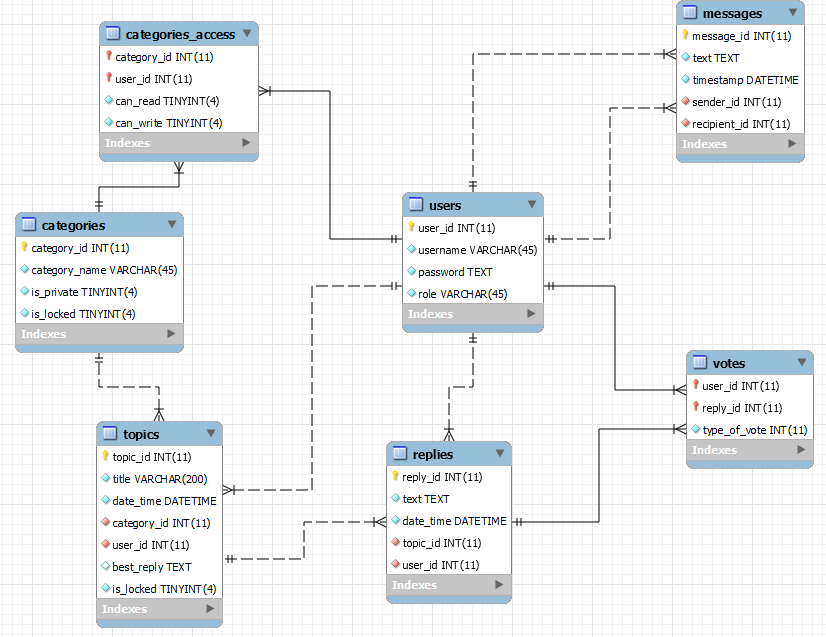 categories_access
category_id INT(11)
user_id INT(11)
can_read TINYINT(4)
can_write TINYINT(4)
Indexes
messages
message_id INT(11)
text TEXT
timestamp DATETIME
sender_id INT(11)
recipient_id INT(11)
Indexes
categories
category_id INT(11)
category_name VARCHAR(45)
is_private TINYINT(4)
is_locked TINYINT(4)
Indexes
users
user_id INT(11)
username VARCHAR(45)
password TEXT
role VARCHAR(45)
Indexes
votes
user_id INT(11)
reply_id INT(11)
type_of_vote INT(11)
Indexes
topics
topic_id INT(11)
title VARCHAR(200)
date_time DATETIME
category_id INT(11)
user_id INT(11)
best_reply TEXT
is_locked TINYINT(4)
Indexes
replies
reply_id INT(11)
text TEXT
date_time DATETIME
topic_id INT(11)
user_id INT(11)
Indexes